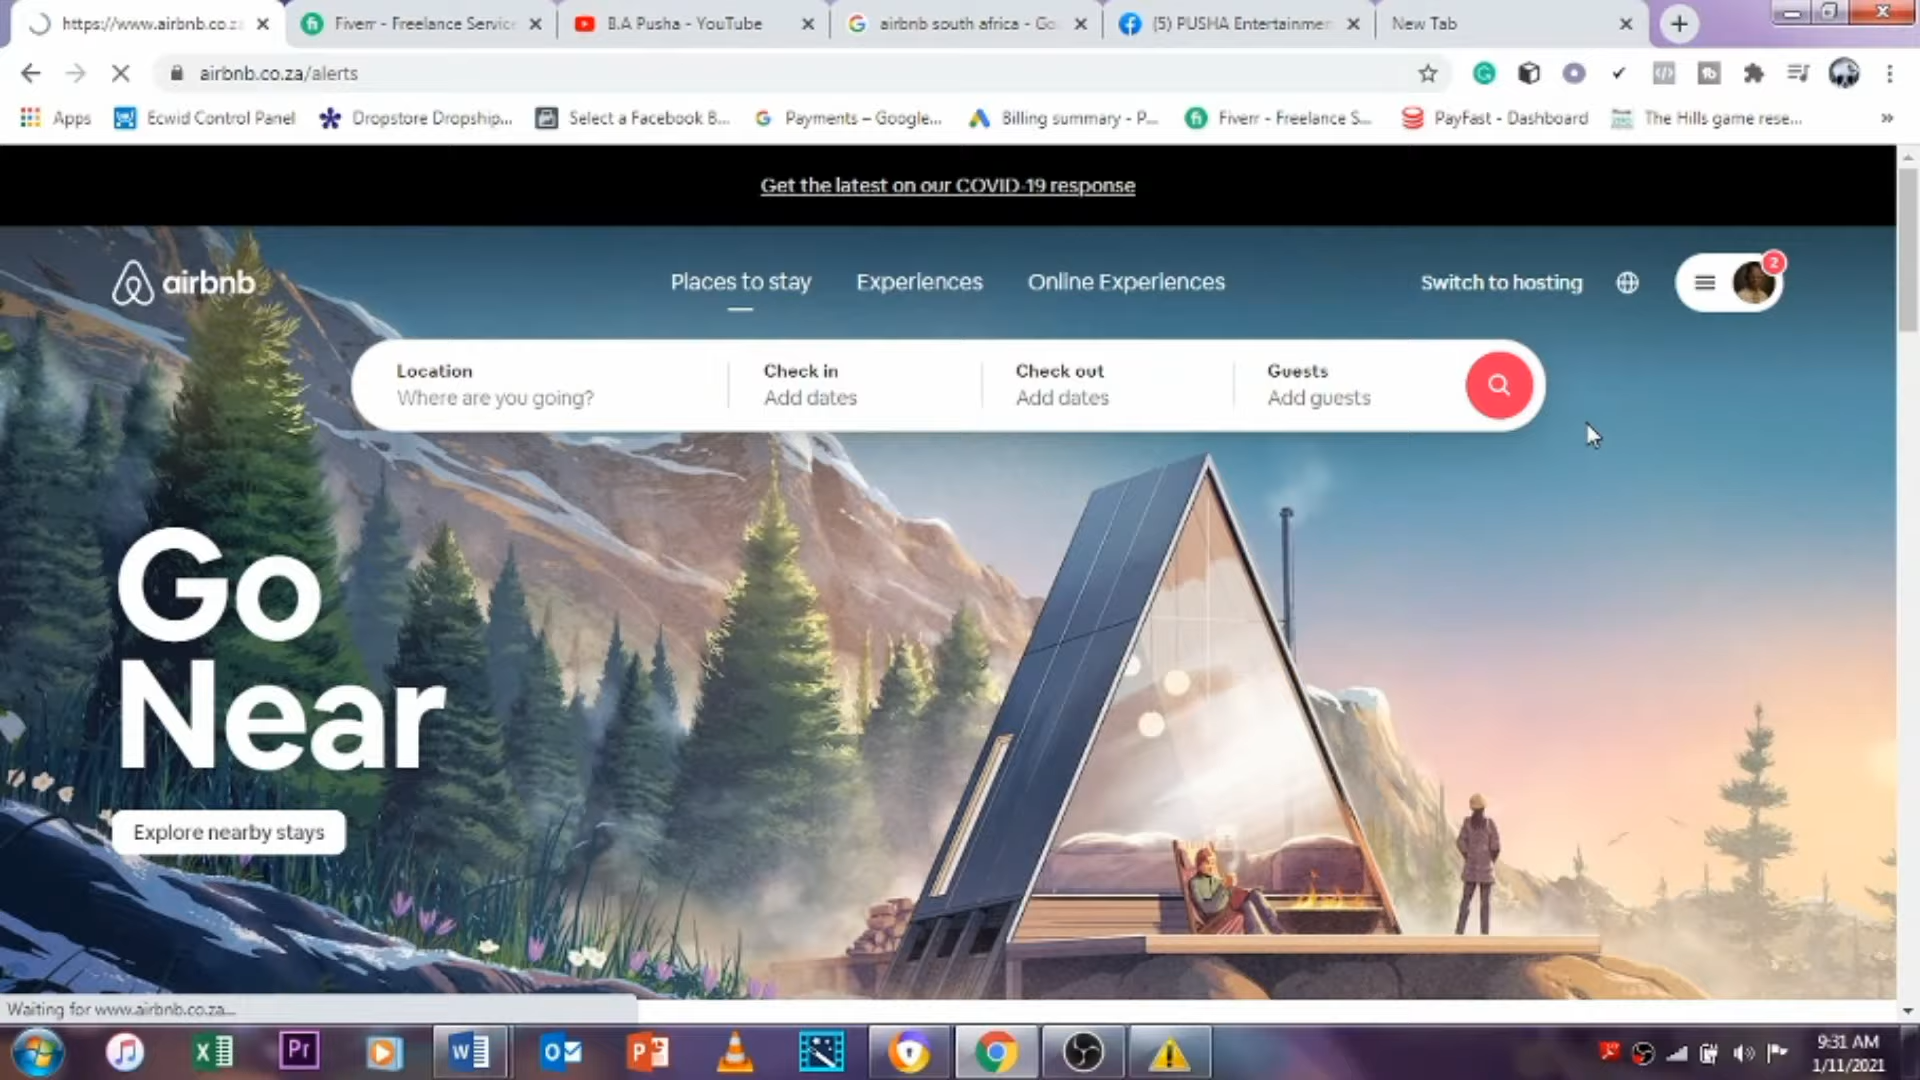 https://www.airbnb.co.za
Fiverr - Freelance Service
B.A Pusha - YouTube
airbnb south africa - Go
(5) PUSHA Entertainmen
New Tab
airbnb.co.za/alerts
Apps
Ecwid Control Panel
Dropstore Dropship...
Select a Facebook B...
Payments – Google...
Billing summary - P...
Fiverr - Freelance S...
PayFast - Dashboard
The Hills game rese...
»
Get the latest on our COVID-19 response
airbnb
Places to stay
Experiences
Online Experiences
Switch to hosting
2
Location
Where are you going?
Check in
Add dates
Check out
Add dates
Guests
Add guests
Go
Near
Explore nearby stays
Waiting for www.airbnb.co.za...
Pr
9:31 AM
1/11/2021